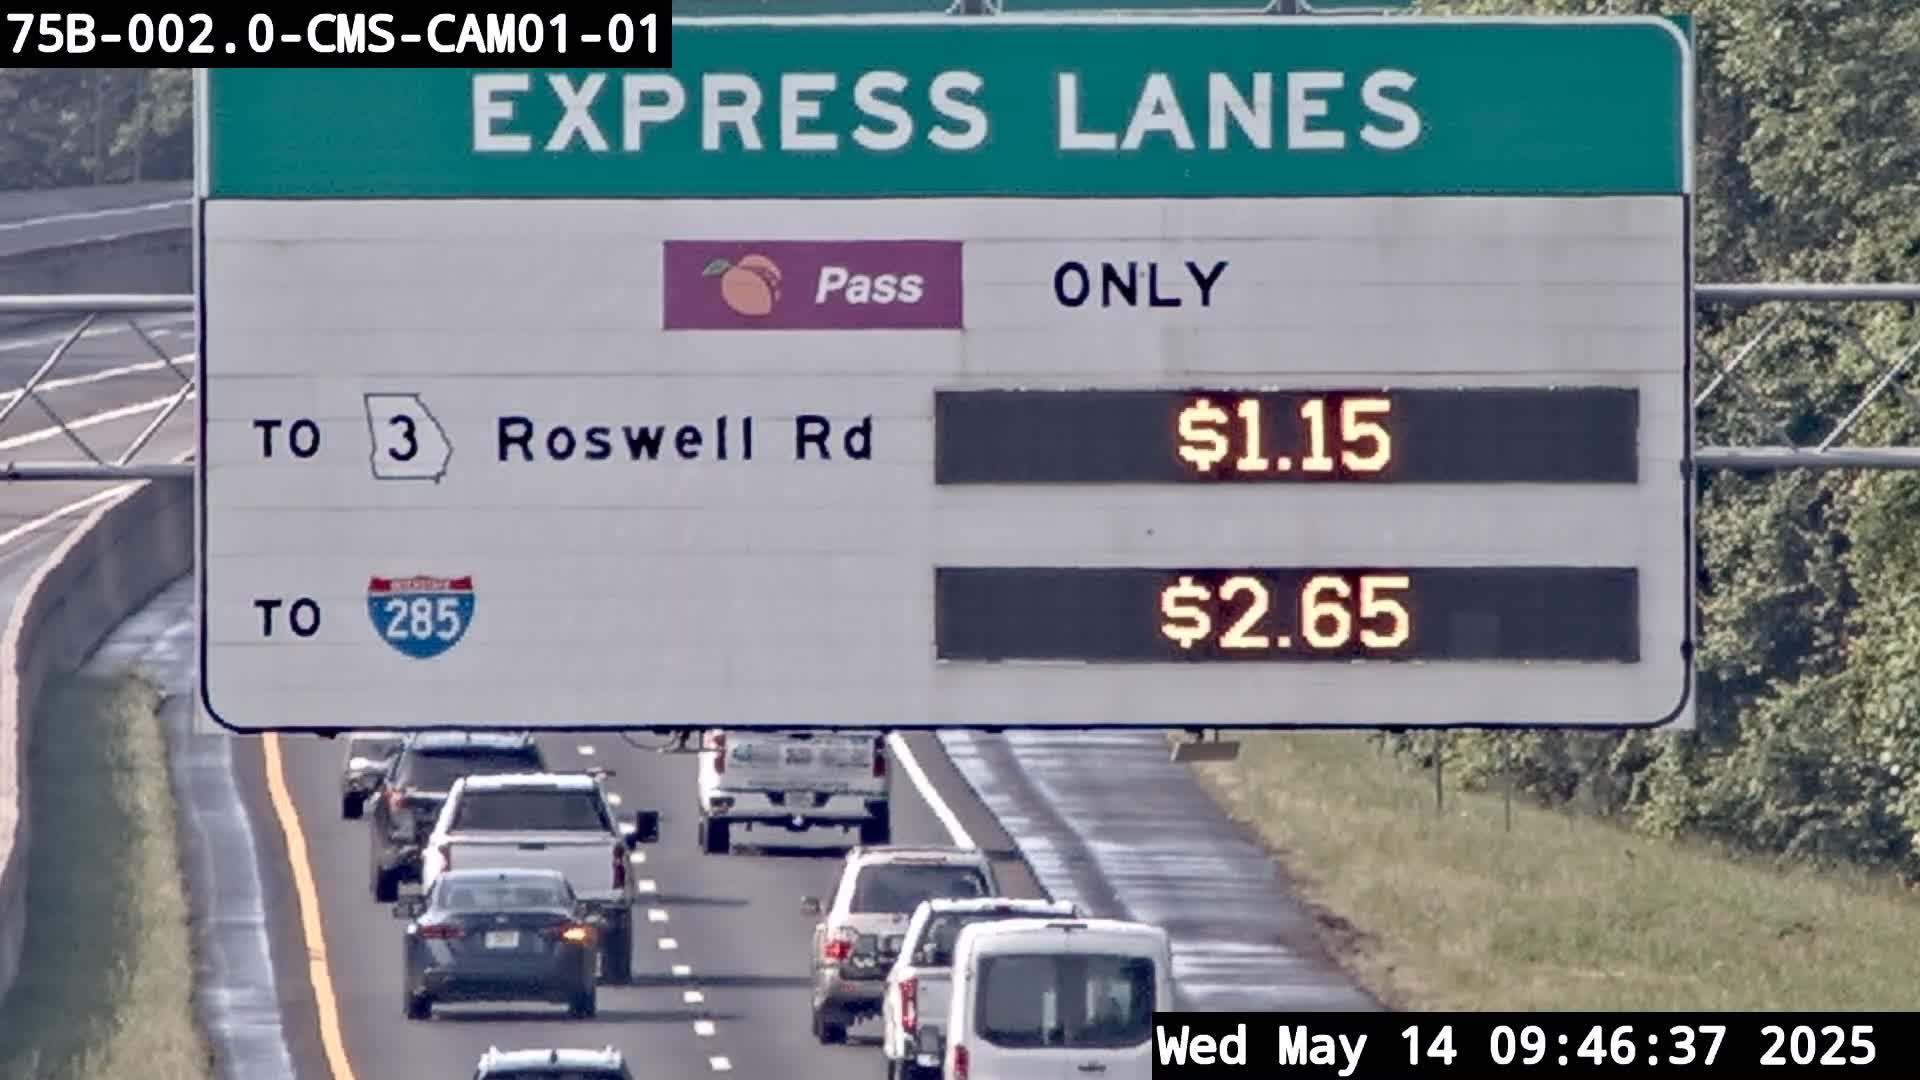 75B-002.0-CMS-CAM01-01
EXPRESS LANES
Pass ONLY
TO 3 Roswell Rd $1.15
INTERSTATE
TO 285 $2.65
Wed May 14 09:46:37 2025